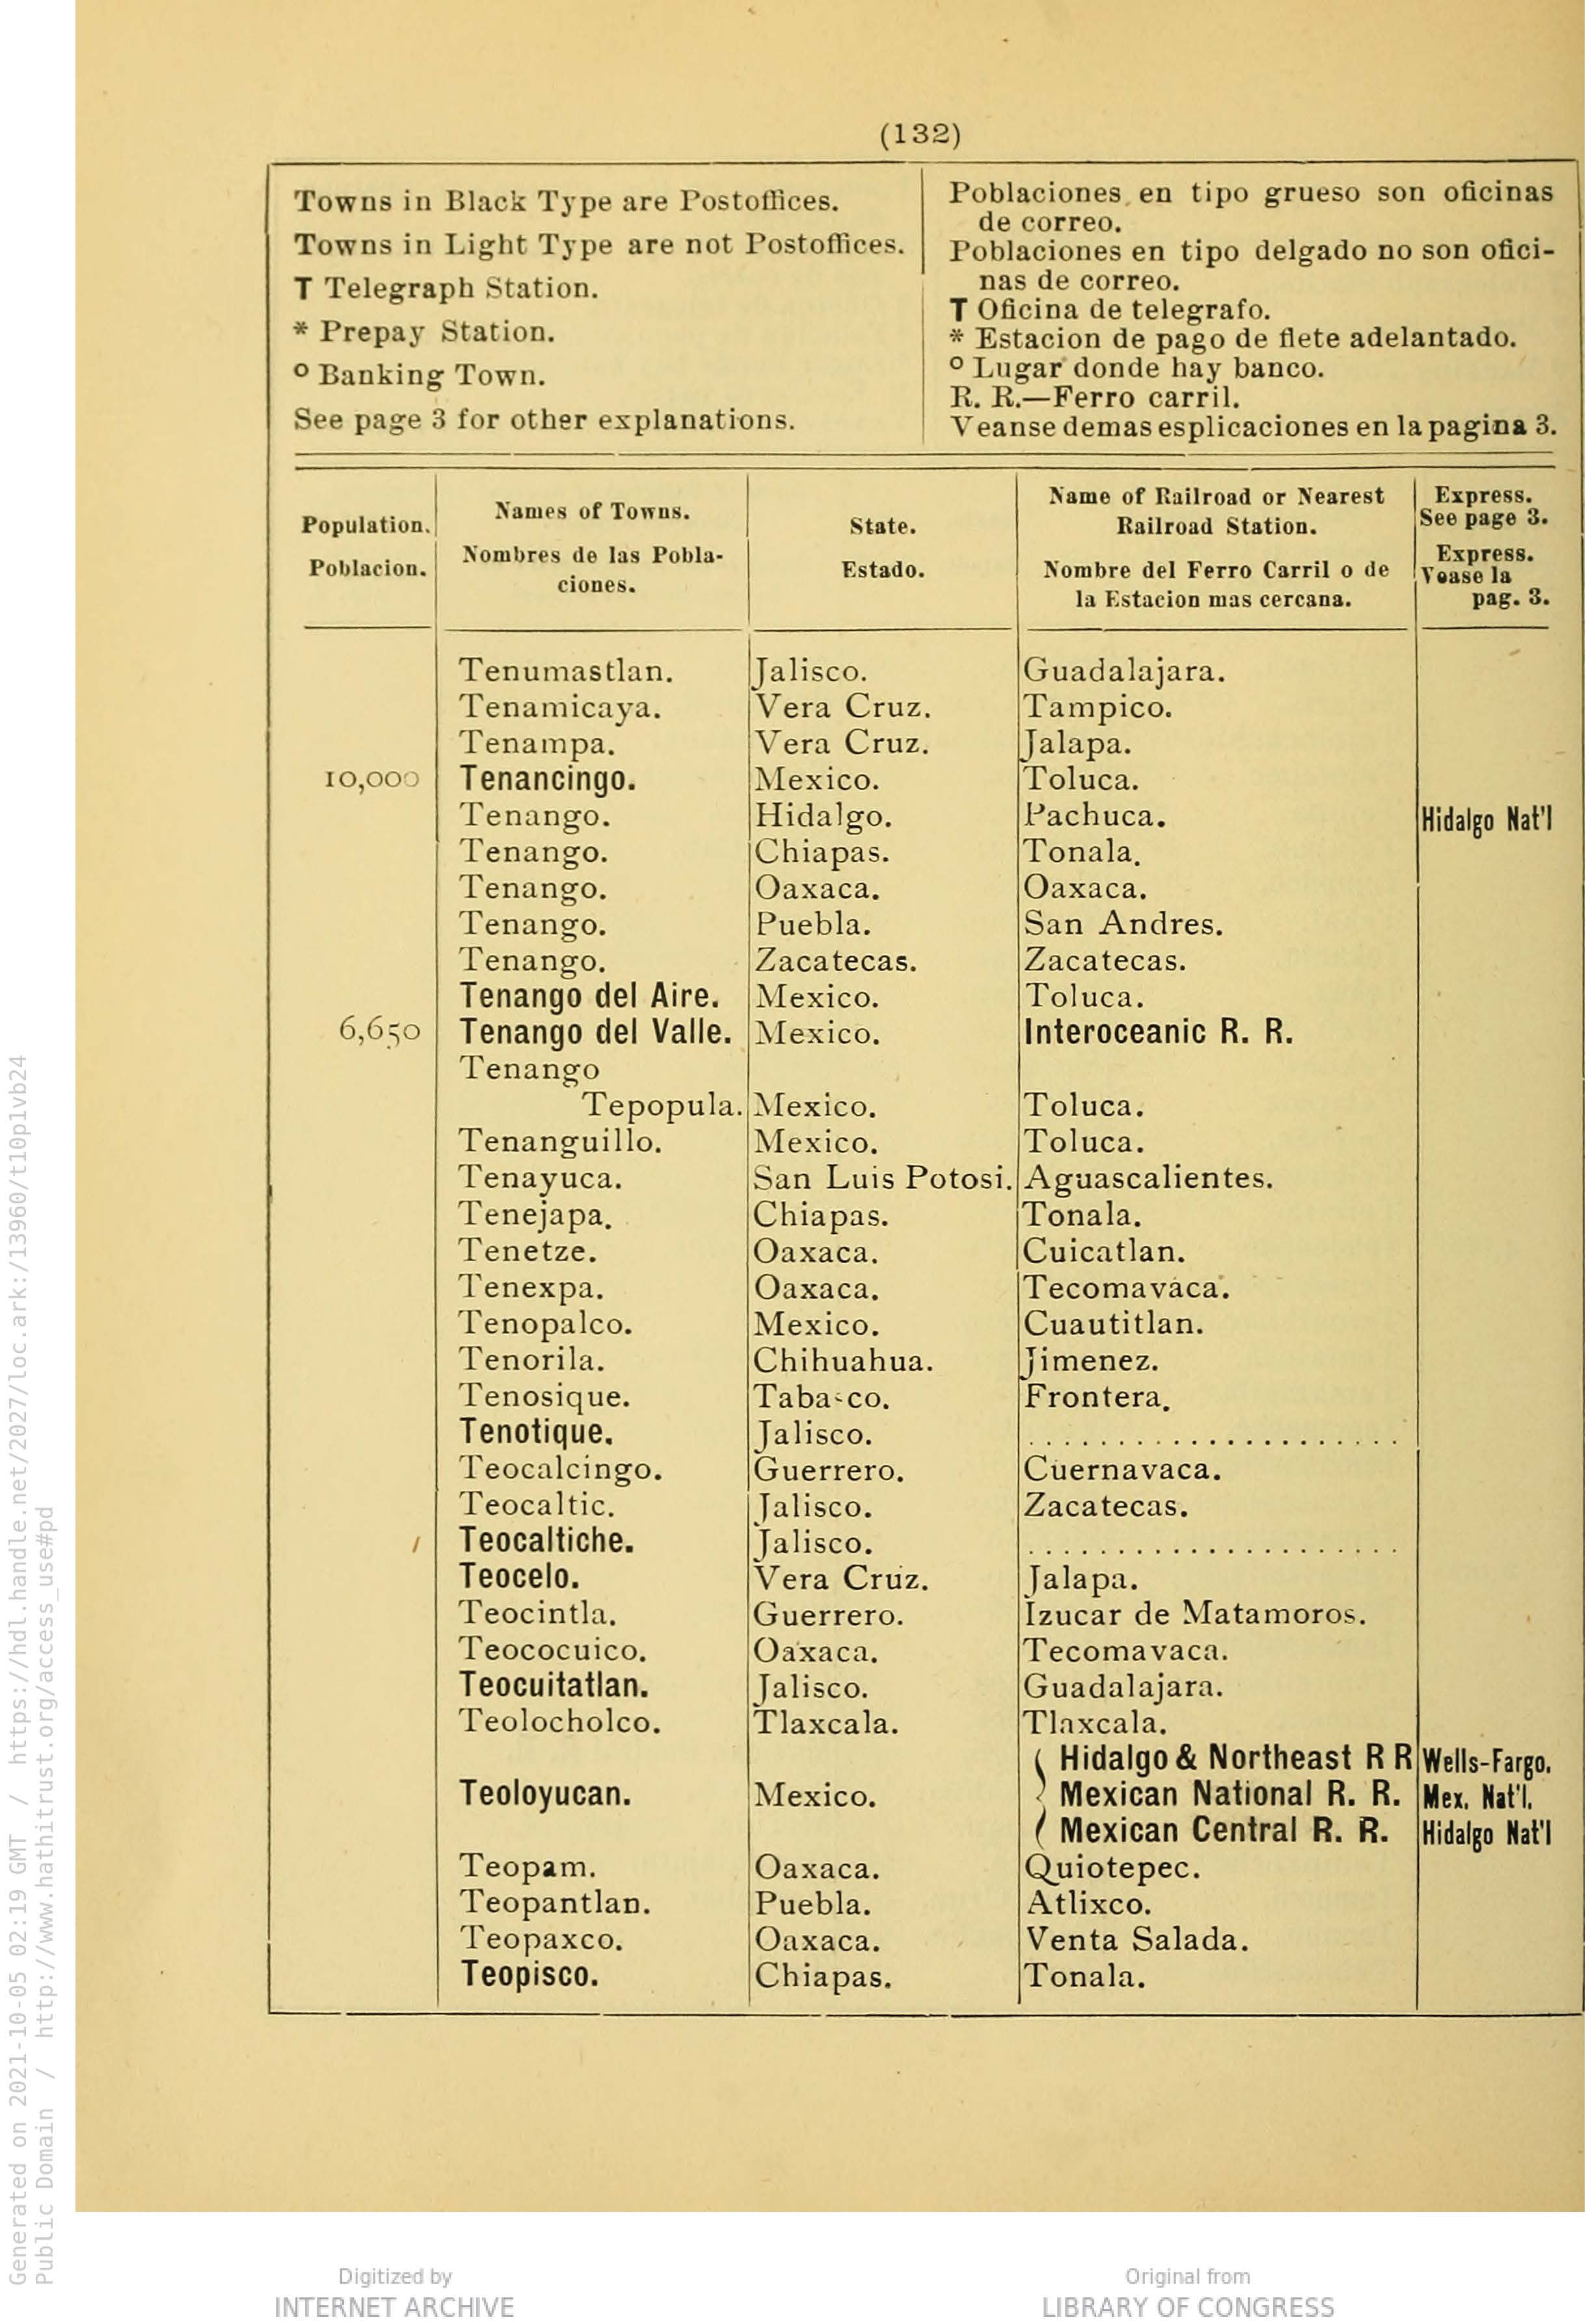 (132)
Towns in Black Type are Postoffices.
Towns in Light Type are not Postoffices.
T Telegraph Station.
* Prepay Station.
o Banking Town.
See page 3 for other explanations.
Poblaciones en tipo grueso son oficinas
de correo.
Poblaciones en tipo delgado no son ofici-
nas de correo.
T Oficina de telegrafo.
* Estacion de pago de flete adelantado.
o Lugar donde hay banco.
R. R.—Ferro carril.
Veanse demas esplicaciones en la pagina 3.
Population.
Poblacion.
Names of Towns.
Nombres de las Pobla-
ciones.
State.
Estado.
Name of Railroad or Nearest
Railroad Station.
Nombre del Ferro Carril o de
la Estacion mas cercana.
Express.
See page 3.
Express.
Vease la
pag. 3.
Tenumastlan. Jalisco. Guadalajara.
Tenamicaya. Vera Cruz. Tampico.
Tenampa. Vera Cruz. Jalapa.
10,000 Tenancingo. Mexico. Toluca.
Tenango. Hidalgo. Pachuca. Hidalgo Nat'l
Tenango. Chiapas. Tonala.
Tenango. Oaxaca. Oaxaca.
Tenango. Puebla. San Andres.
Tenango. Zacatecas. Zacatecas.
Tenango del Aire. Mexico. Toluca.
6,650 Tenango del Valle. Mexico. Interoceanic R. R.
Tenango
Tepopula. Mexico. Toluca.
Tenanguillo. Mexico. Toluca.
Tenayuca. San Luis Potosi. Aguascalientes.
Tenejapa. Chiapas. Tonala.
Tenetze. Oaxaca. Cuicatlan.
Tenexpa. Oaxaca. Tecomavaca.
Tenopalco. Mexico. Cuautitlan.
Tenorila. Chihuahua. Jimenez.
Tenosique. Tabasco. Frontera.
Tenotique. Jalisco. .....................
Teocalcingo. Guerrero. Cuernavaca.
Teocaltic. Jalisco. Zacatecas.
Teocaltiche. Jalisco. .....................
Teocelo. Vera Cruz. Jalapa.
Teocintla. Guerrero. Izucar de Matamoros.
Teococuico. Oaxaca. Tecomavaca.
Teocuitatlan. Jalisco. Guadalajara.
Teolocholco. Tlaxcala. Tlaxcala.
Hidalgo & Northeast R R Wells-Fargo.
Teoloyucan. Mexico. Mexican National R. R. Mex. Nat'l.
Mexican Central R. R. Hidalgo Nat'l
Teopam. Oaxaca. Quiotepec.
Teopantlan. Puebla. Atlixco.
Teopaxco. Oaxaca. Venta Salada.
Teopisco. Chiapas. Tonala.
Generated on 2021-10-05 02:19 GMT / https://hdl.handle.net/2027/loc.ark:/13960/t10p1vb24
Public Domain / http://www.hathitrust.org/access_use#pd
Digitized by
INTERNET ARCHIVE
Original from
LIBRARY OF CONGRESS